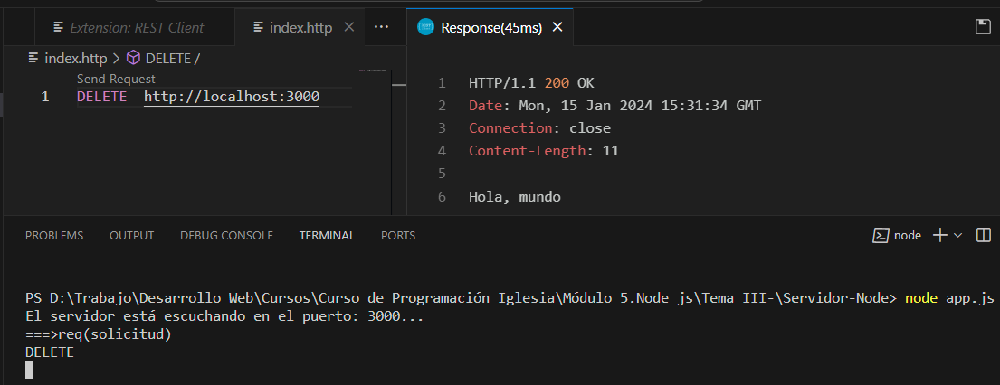 Extension: REST Client
index.http
Response(45ms)
index.http > DELETE /
Send Request
1 DELETE http://localhost:3000
1 HTTP/1.1 200 OK
2 Date: Mon, 15 Jan 2024 15:31:34 GMT
3 Connection: close
4 Content-Length: 11
5
6 Hola, mundo
PROBLEMS OUTPUT DEBUG CONSOLE TERMINAL PORTS
node
PS D:\Trabajo\Desarrollo_Web\Cursos\Curso de Programación Iglesia\Módulo 5.Node js\Tema III-\Servidor-Node> node app.js
El servidor está escuchando en el puerto: 3000...
===>req(solicitud)
DELETE